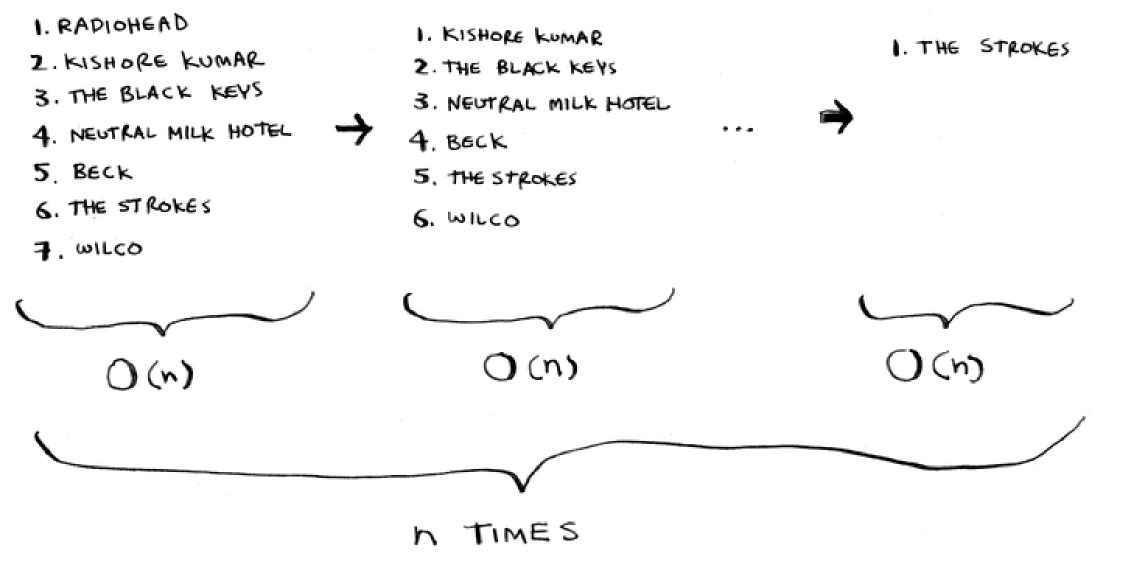 1. RADIOHEAD
2. KISHORE KUMAR
3. THE BLACK KEYS
4. NEUTRAL MILK HOTEL
5. BECK
6. THE STROKES
7. WILCO
1. KISHORE KUMAR
2. THE BLACK KEYS
3. NEUTRAL MILK HOTEL
4. BECK
5. THE STROKES
6. WILCO
...
1. THE STROKES
O(n)
O(n)
O(n)
n TIMES